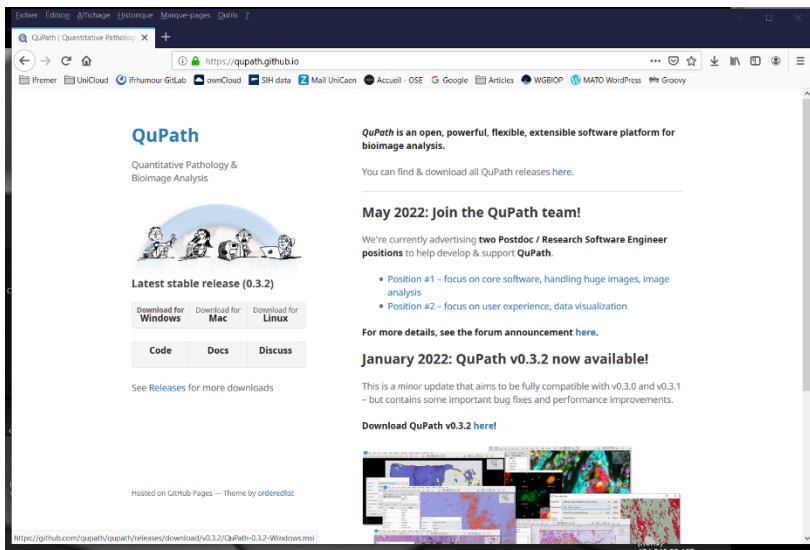 Fichier Édition Affichage Historique Marque-pages Outils ?
QuPath | Quantitative Patholog
https://qupath.github.io
Ifremer UniCloud ifrhumour GitLab ownCloud SIH data Mail UniCaen Accueil - OSE Google Articles WGBIOP MATO WordPress Groovy
QuPath
Quantitative Pathology &
Bioimage Analysis
Latest stable release (0.3.2)
Download for Windows
Download for Mac
Download for Linux
Code Docs Discuss
See Releases for more downloads
Hosted on GitHub Pages — Theme by orderedlist
QuPath is an open, powerful, flexible, extensible software platform for
bioimage analysis.
You can find & download all QuPath releases here.
May 2022: Join the QuPath team!
We're currently advertising two Postdoc / Research Software Engineer
positions to help develop & support QuPath.
Position #1 – focus on core software, handling huge images, image
analysis
Position #2 – focus on user experience, data visualization
For more details, see the forum announcement here.
January 2022: QuPath v0.3.2 now available!
This is a minor update that aims to be fully compatible with v0.3.0 and v0.3.1
– but contains some important bug fixes and performance improvements.
Download QuPath v0.3.2 here!
https://github.com/qupath/qupath/releases/download/v0.3.2/QuPath-0.3.2-Windows.msi